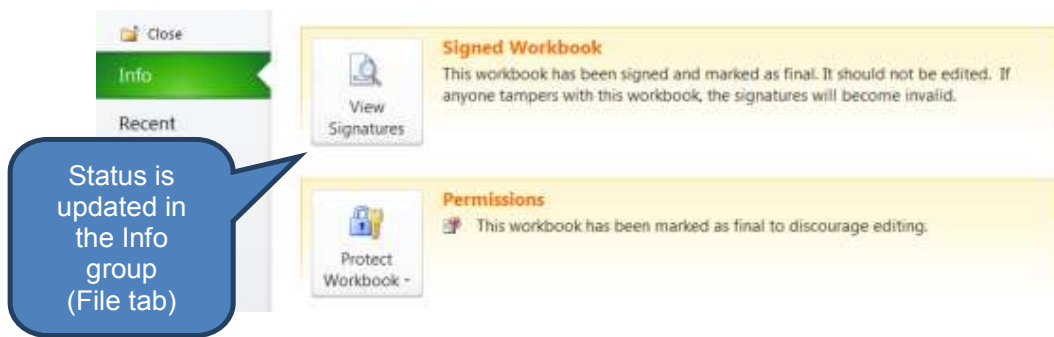 Close
Info
Recent
View
Signatures
Signed Workbook
This workbook has been signed and marked as final. It should not be edited. If
anyone tampers with this workbook, the signatures will become invalid.
Status is
updated in
the Info
group
(File tab)
Protect
Workbook
Permissions
This workbook has been marked as final to discourage editing.